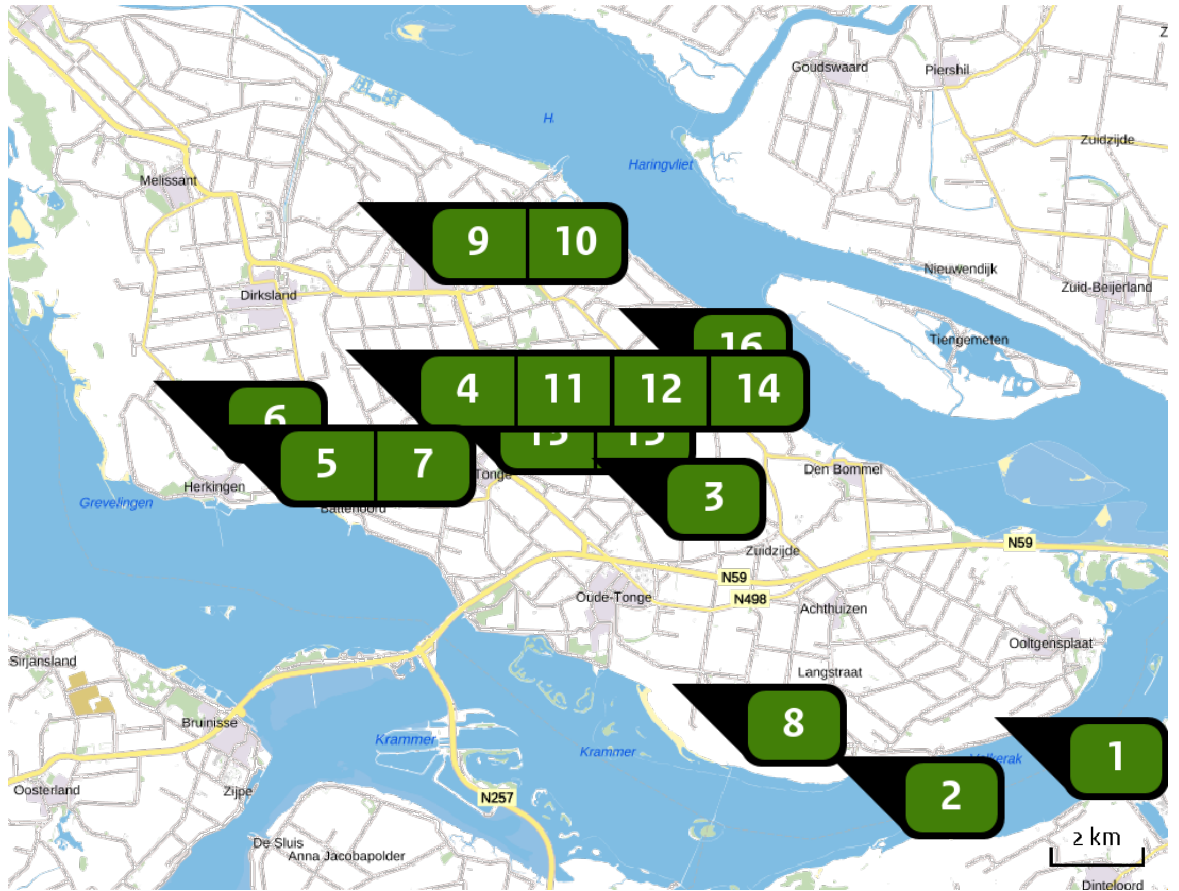 Goudswaard
Piershil
Z
H.
Haringvliet
Zuidzijde
Melissant
9 10
Nieuwendijk
Zuid-Beijerland
Dirksland
16
Tiengemeten
4 11 12 14
6
5 7
Tonge
3
Den Bommel
Herkingen
Grevelingen
Battenoord
N59
Zuidzijde
N59
N498
Oude-Tonge
Achthuizen
Ooltgensplaat
Sirjansland
Langstraat
Bruinisse
8
Krammer
Krammer
1
Oosterland
Zijpe
N257
2
2 km
De Sluis
Anna Jacobapolder
Dinteloord